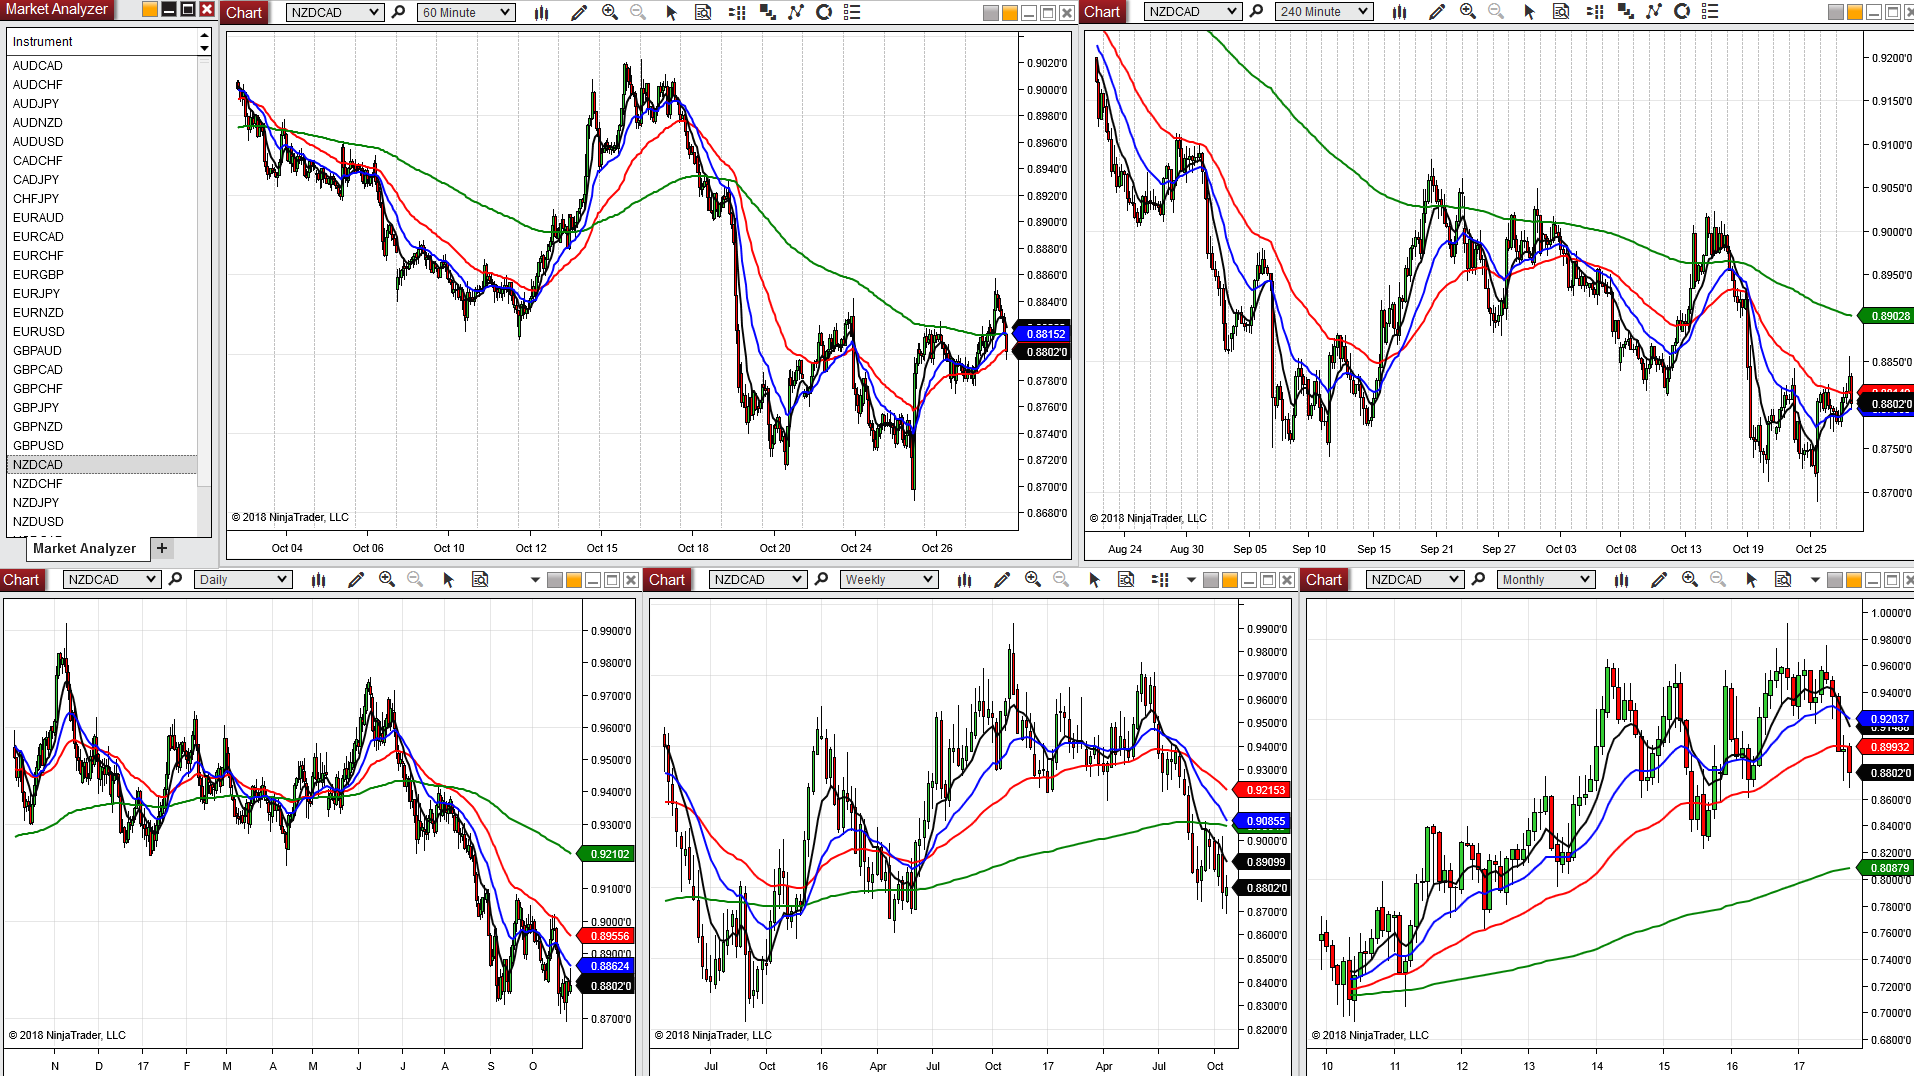 Market Analyzer
Instrument
AUDCAD
AUDCHF
AUDJPY
AUDNZD
AUDUSD
CADCHF
CADJPY
CHFJPY
EURAUD
EURCAD
EURCHF
EURGBP
EURJPY
EURNZD
EURUSD
GBPAUD
GBPCAD
GBPCHF
GBPJPY
GBPNZD
GBPUSD
NZDCAD
NZDCHF
NZDJPY
NZDUSD
Market Analyzer +
Chart NZDCAD 60 Minute
0.9020'0
0.9000'0
0.8980'0
0.8960'0
0.8940'0
0.8920'0
0.8900'0
0.8880'0
0.8860'0
0.8840'0
0.88152
0.8802'0
0.8780'0
0.8760'0
0.8740'0
0.8720'0
0.8700'0
0.8680'0
© 2018 NinjaTrader, LLC
Oct 04 Oct 06 Oct 10 Oct 12 Oct 15 Oct 18 Oct 20 Oct 24 Oct 26
Chart NZDCAD 240 Minute
0.9200'0
0.9150'0
0.9100'0
0.9050'0
0.9000'0
0.8950'0
0.89028
0.8850'0
0.8802'0
0.8750'0
0.8700'0
© 2018 NinjaTrader, LLC
Aug 24 Aug 30 Sep 05 Sep 10 Sep 15 Sep 21 Sep 27 Oct 03 Oct 08 Oct 13 Oct 19 Oct 25
Chart NZDCAD Daily
0.9900'0
0.9800'0
0.9700'0
0.9600'0
0.9500'0
0.9400'0
0.9300'0
0.92102
0.9100'0
0.9000'0
0.89556
0.8900'0
0.88624
0.8802'0
0.8700'0
© 2018 NinjaTrader, LLC
N D 17 F M A M J J A S O
Chart NZDCAD Weekly
0.9900'0
0.9800'0
0.9700'0
0.9600'0
0.9500'0
0.9400'0
0.9300'0
0.92153
0.90855
0.9000'0
0.89099
0.8802'0
0.8700'0
0.8600'0
0.8500'0
0.8400'0
0.8300'0
0.8200'0
© 2018 NinjaTrader, LLC
Jul Oct 16 Apr Jul Oct 17 Apr Jul Oct
Chart NZDCAD Monthly
1.0000'0
0.9800'0
0.9600'0
0.9400'0
0.92037
0.89932
0.8802'0
0.8600'0
0.8400'0
0.8200'0
0.80879
0.8000'0
0.7800'0
0.7600'0
0.7400'0
0.7200'0
0.7000'0
0.6800'0
© 2018 NinjaTrader, LLC
10 11 12 13 14 15 16 17